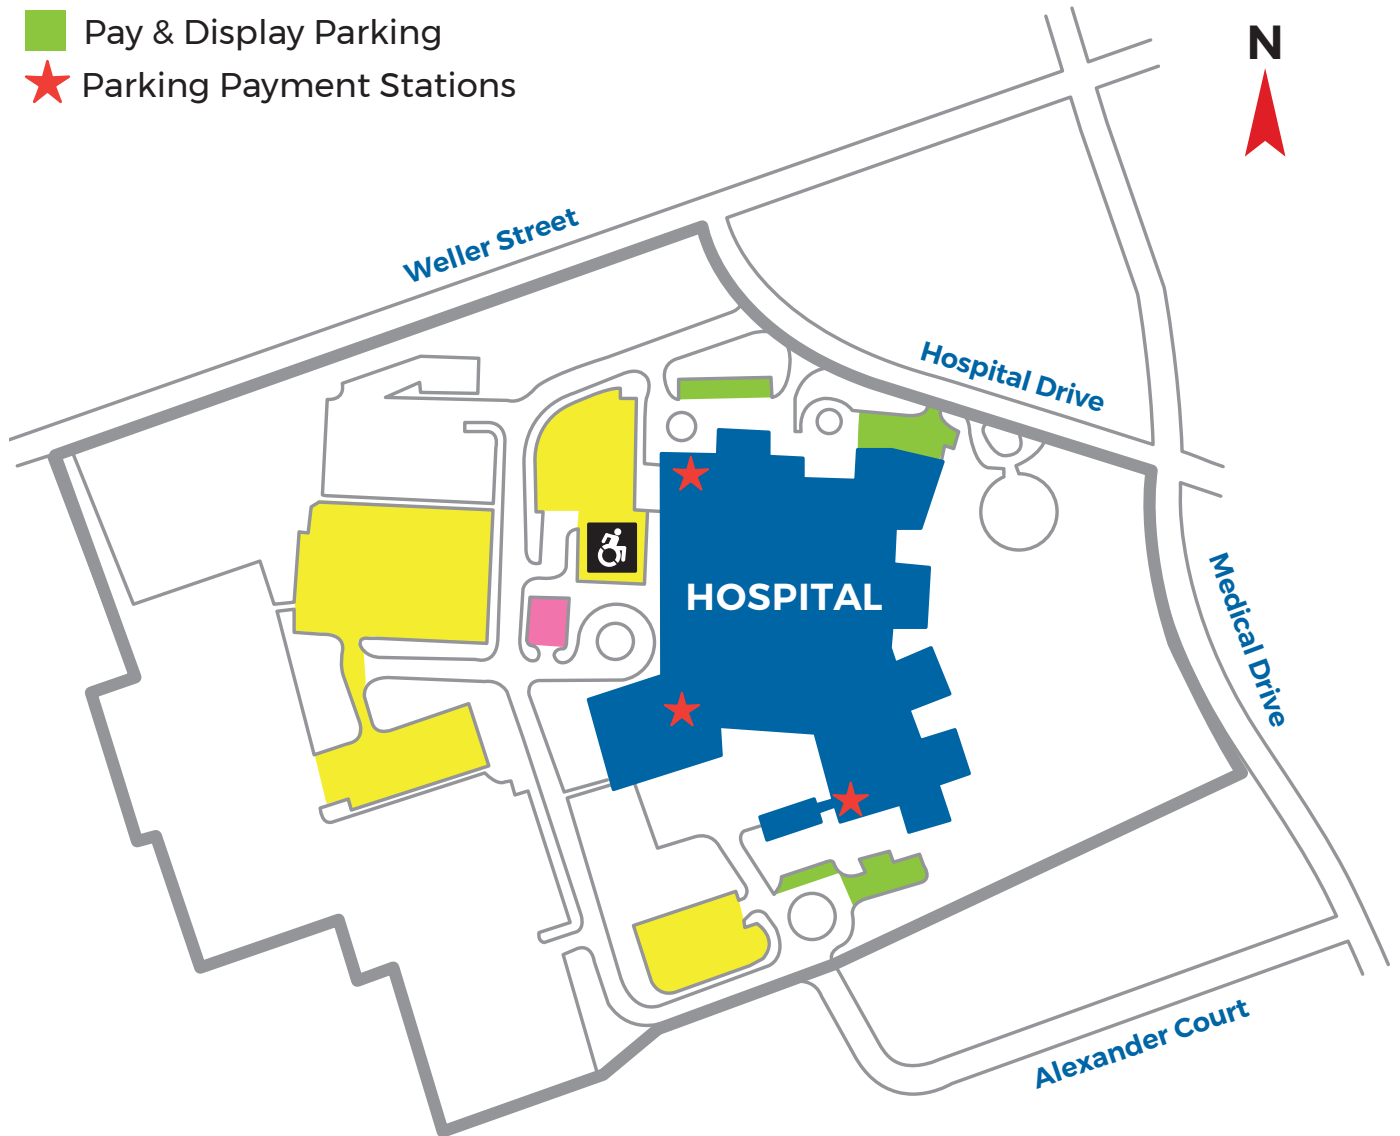 Pay & Display Parking
Parking Payment Stations
N
Weller Street
Hospital Drive
HOSPITAL
Medical Drive
Alexander Court